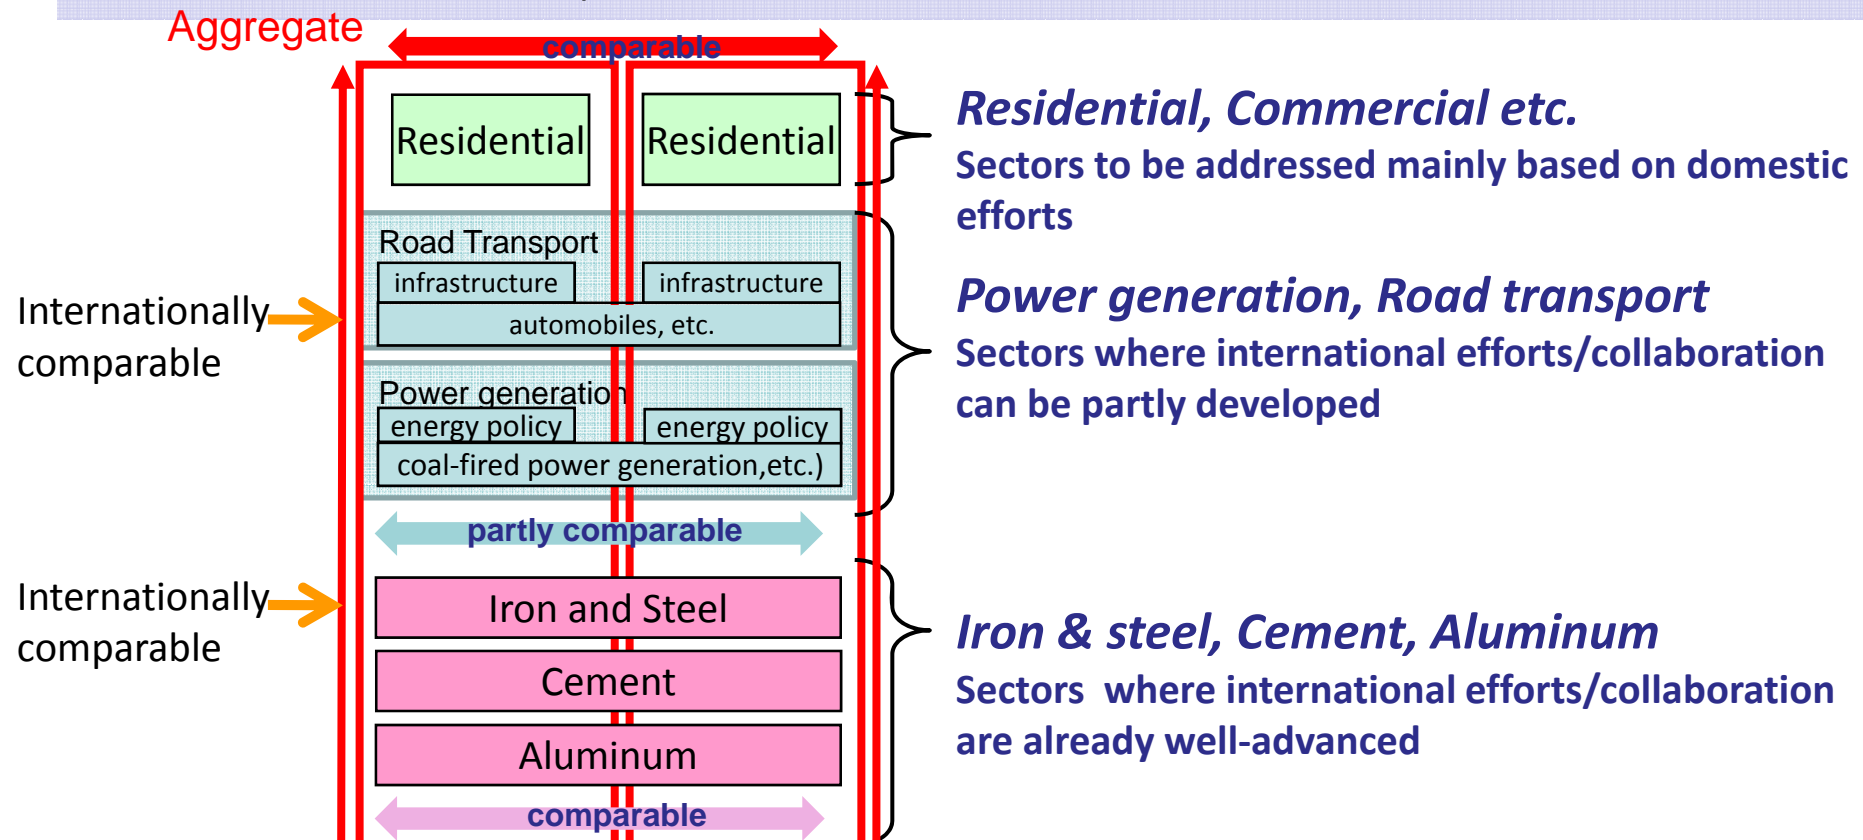 Aggregate
comparable
Residential
Residential
Residential, Commercial etc.
Sectors to be addressed mainly based on domestic
efforts
Road Transport
infrastructure
infrastructure
automobiles, etc.
Internationally
comparable
Power generation, Road transport
Sectors where international efforts/collaboration
can be partly developed
Power generation
energy policy
energy policy
coal-fired power generation,etc.)
partly comparable
Internationally
comparable
Iron and Steel
Cement
Aluminum
Iron & steel, Cement, Aluminum
Sectors  where international efforts/collaboration
are already well-advanced
comparable